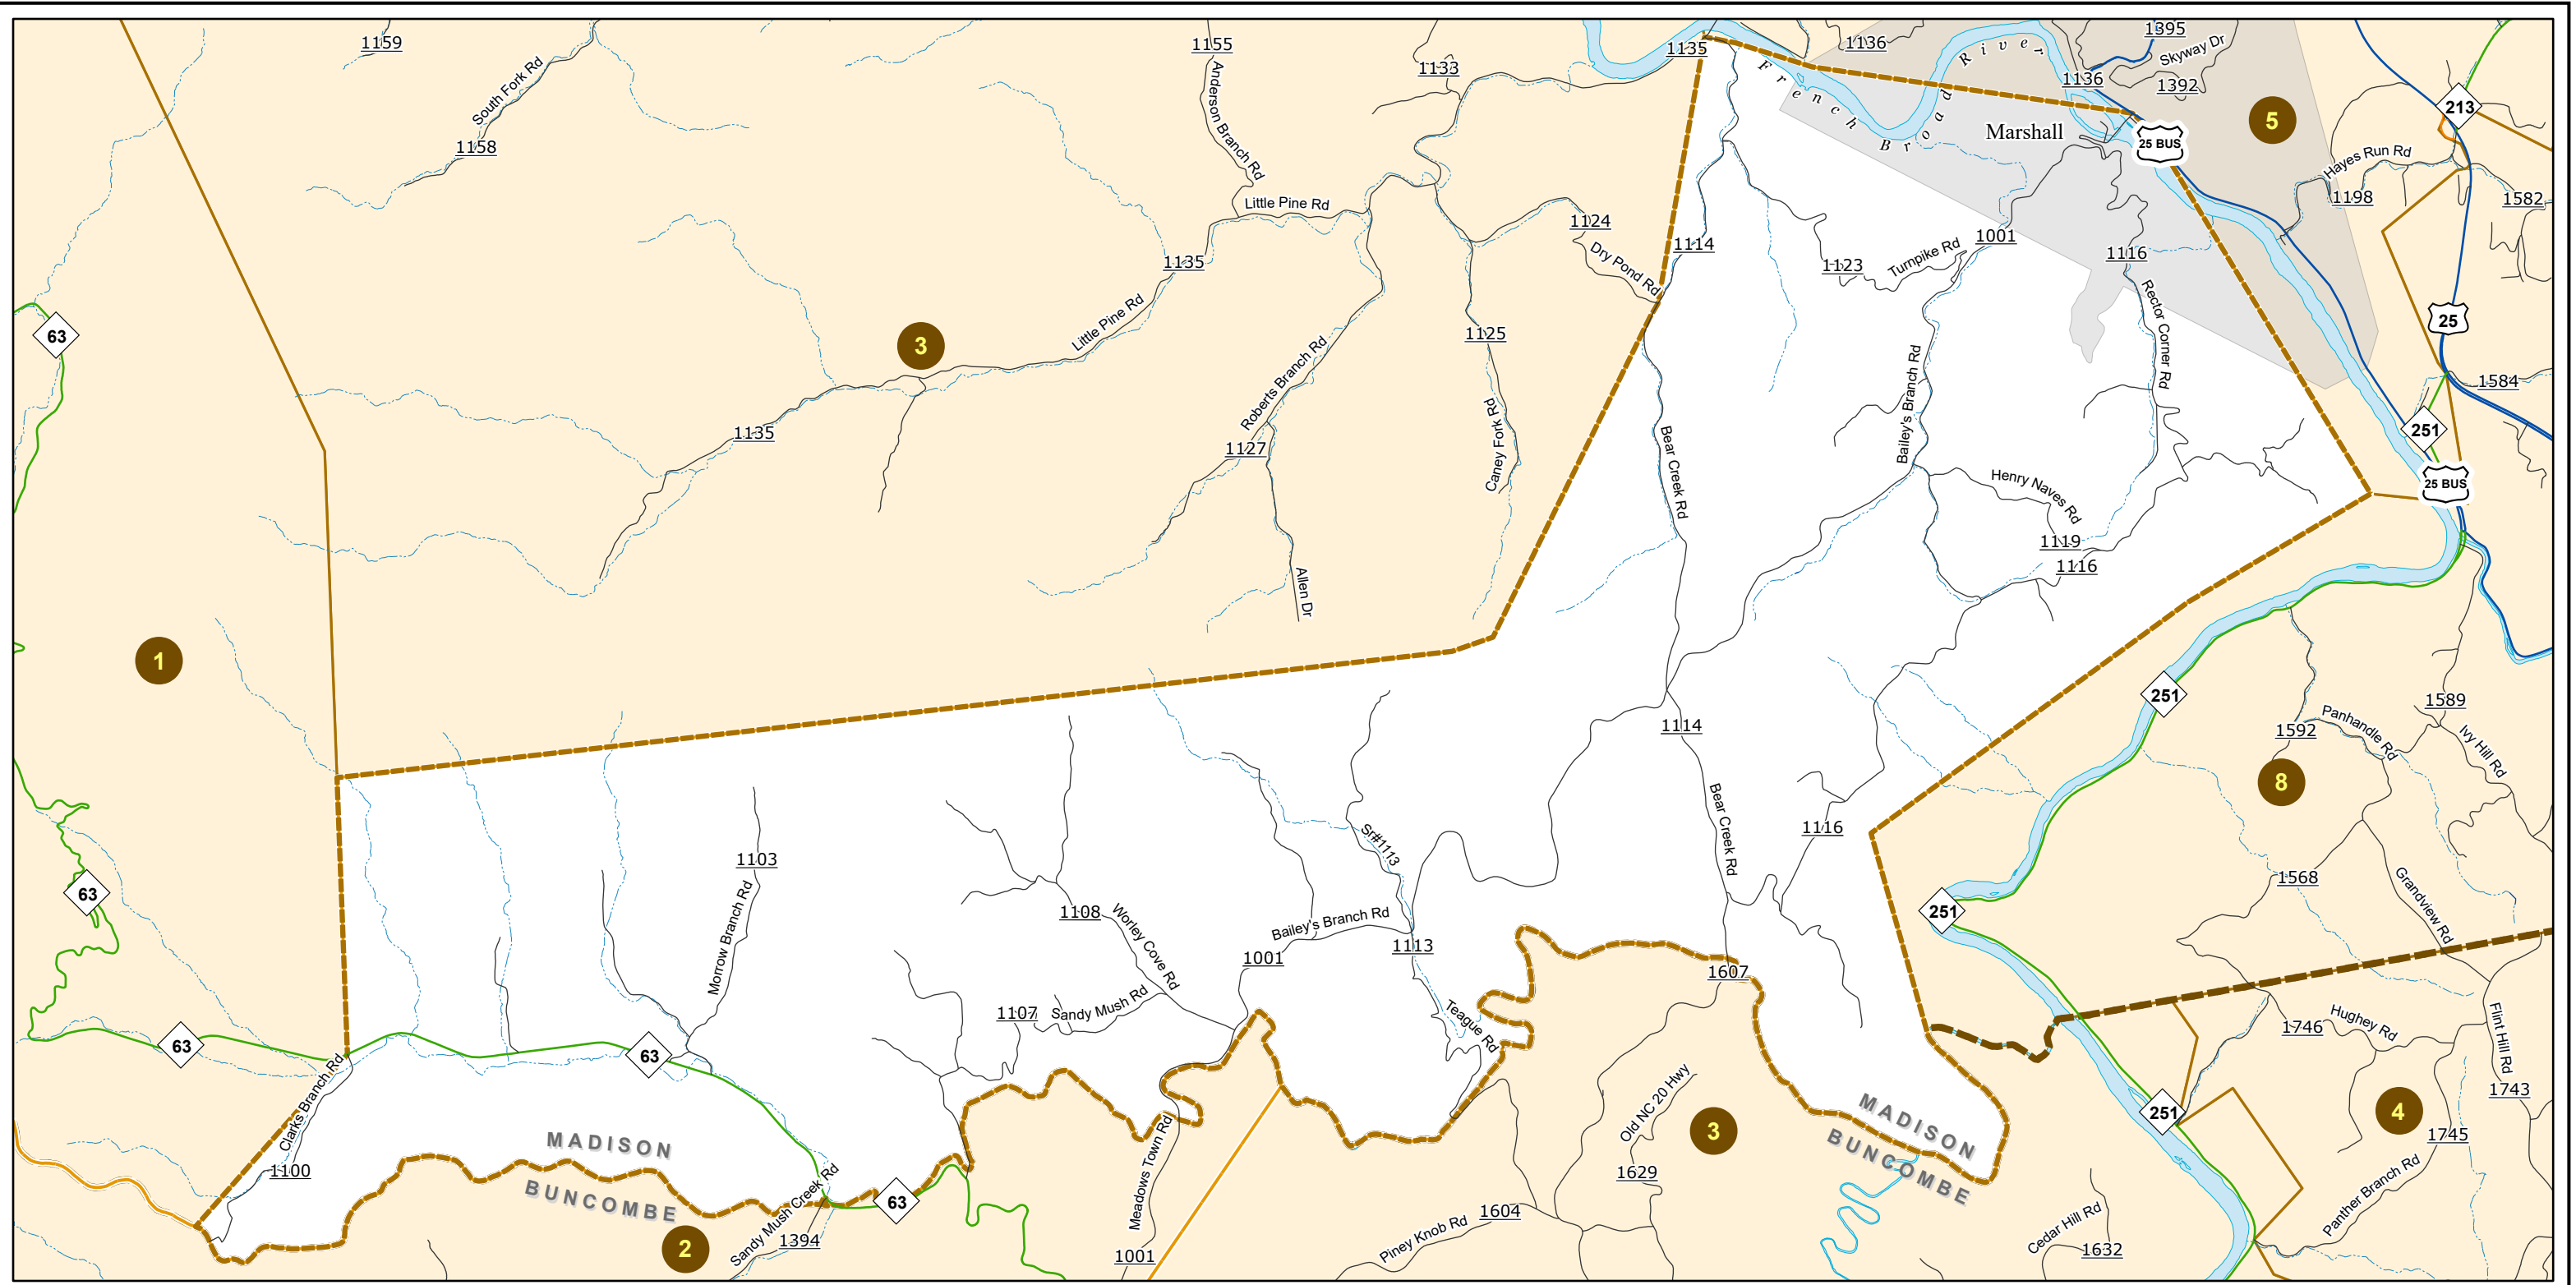 1159
South Fork Rd
1158
1155
Anderson Branch Rd
1133
1135
1136
French Broad River
1395
Skyway Dr
1136
1392
Marshall
25 BUS
5
213
Hayes Run Rd
1198
1582
Little Pine Rd
1124
Dry Pond Rd
1114
1123
Turnpike Rd
1001
1116
Rector Corner Rd
63
3
Little Pine Rd
1135
1125
Roberts Branch Rd
1127
1135
Caney Fork Rd
Allen Dr
Bear Creek Rd
Bailey's Branch Rd
Henry Naves Rd
1119
1116
25
1584
251
25 BUS
1
251
1589
1592
Panhandle Rd
Ivy Hill Rd
8
1114
Bear Creek Rd
1116
1568
Grandview Rd
251
63
1103
Morrow Branch Rd
1108
Worley Cove Rd
Sr#1113
Bailey's Branch Rd
1001
1113
1607
1107
Sandy Mush Rd
Teague Rd
63
63
Clarks Branch Rd
1100
MADISON
BUNCOMBE
2
Sandy Mush Creek Rd
1394
63
Meadows Town Rd
1001
Old NC 20 Hwy
1629
3
1604
Piney Knob Rd
MADISON
BUNCOMBE
Cedar Hill Rd
1632
251
1746
Hughey Rd
Flint Hill Rd
1743
4
1745
Panther Branch Rd